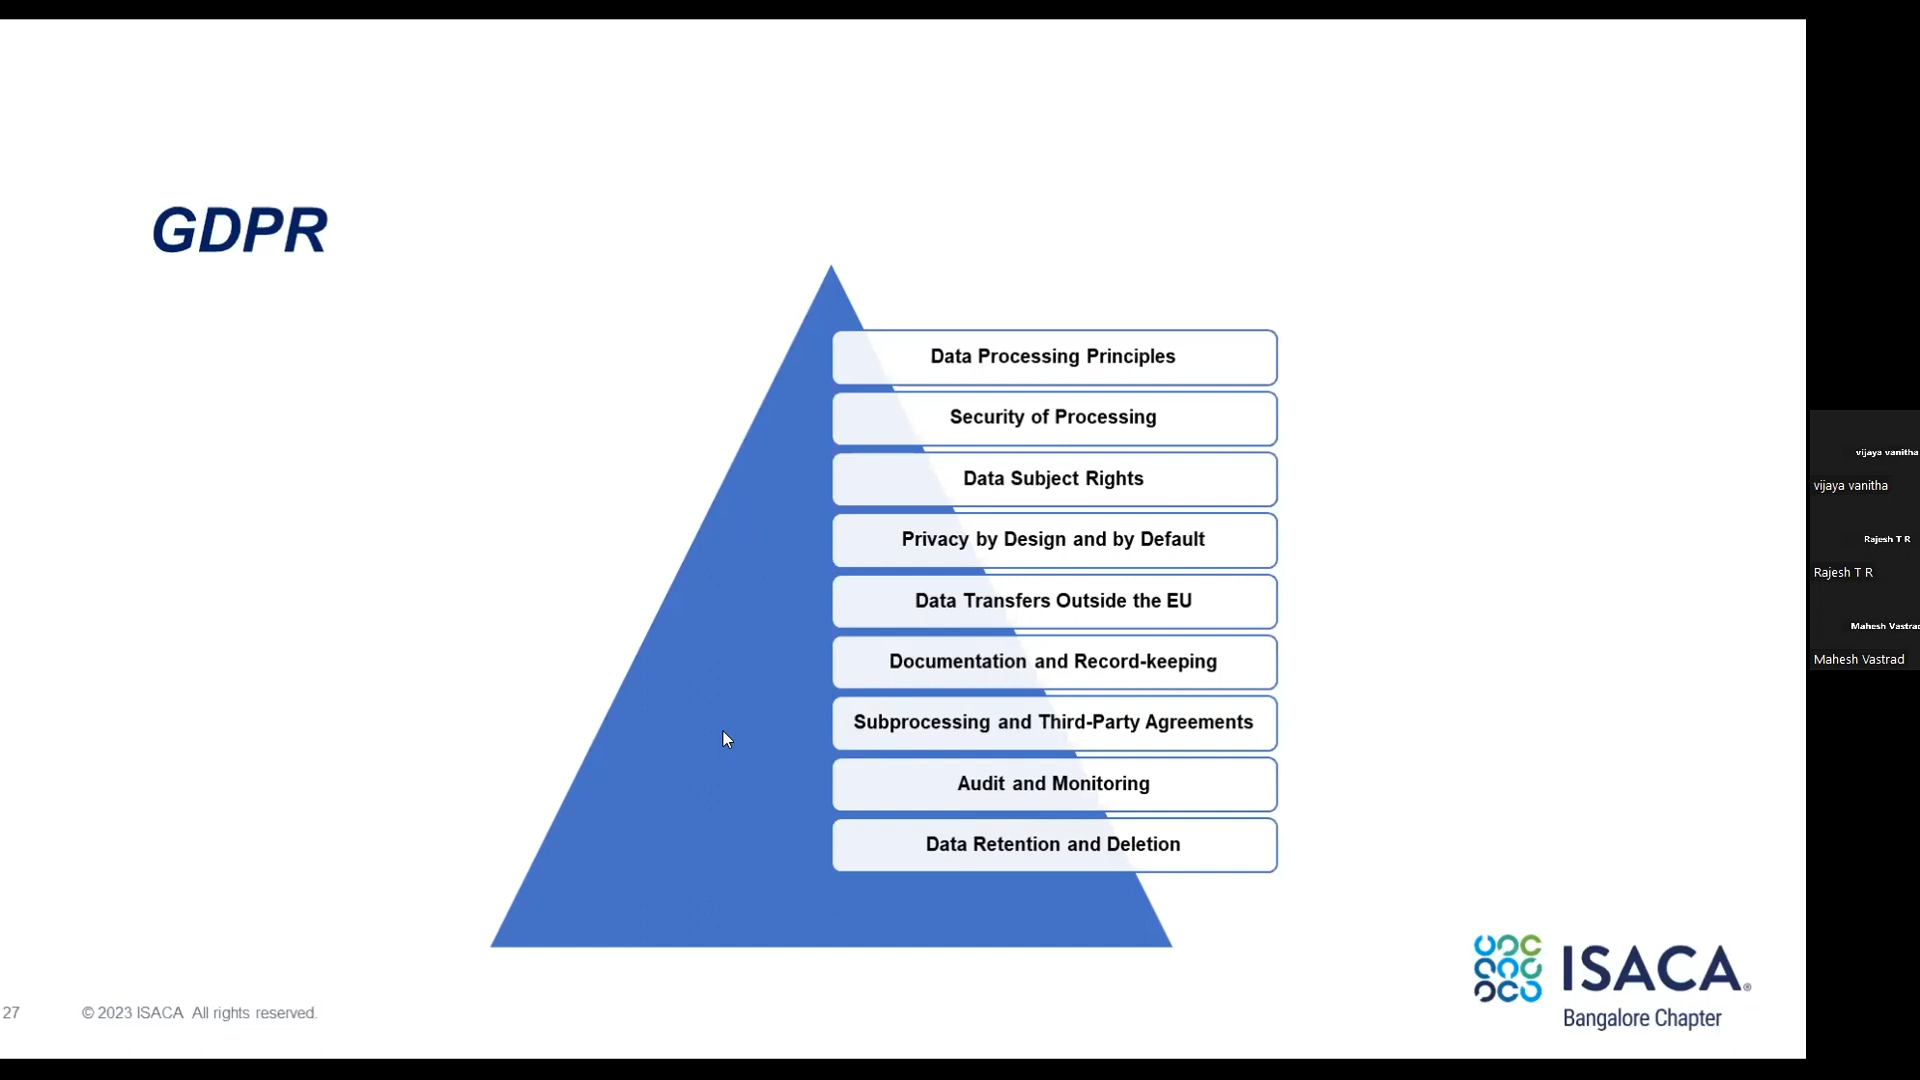 GDPR
Data Processing Principles
Security of Processing
Data Subject Rights
Privacy by Design and by Default
Data Transfers Outside the EU
Documentation and Record-keeping
Subprocessing and Third-Party Agreements
Audit and Monitoring
Data Retention and Deletion
27
© 2023 ISACA All rights reserved.
ISACA®
Bangalore Chapter
vijaya vanitha
vijaya vanitha
Rajesh T R
Rajesh T R
Mahesh Vastrad
Mahesh Vastrad